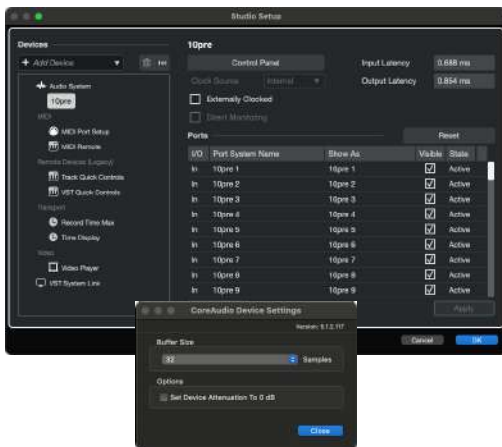 Studio Setup
Devices
+ Add Device
Audio System
10pre
MIDI
MIDI Port Setup
MIDI Remote
Remote Devices (Legacy)
Track Quick Controls
VST Quick Controls
Transport
Record Time Max
Time Display
Video
Video Player
VST System Link
10pre
Control Panel
Input Latency 0.688 ms
Clock Source Internal
Output Latency 0.854 ms
Externally Clocked
Direct Monitoring
Ports
Reset
I/O Port System Name Show As Visible State
In 10pre 1 10pre 1 Active
In 10pre 2 10pre 2 Active
In 10pre 3 10pre 3 Active
In 10pre 4 10pre 4 Active
In 10pre 5 10pre 5 Active
In 10pre 6 10pre 6 Active
In 10pre 7 10pre 7 Active
In 10pre 8 10pre 8 Active
In 10pre 9 10pre 9 Active
Apply
Cancel OK
CoreAudio Device Settings
Version: 5.1.2.117
Buffer Size
32 Samples
Options
Set Device Attenuation To 0 dB
Close